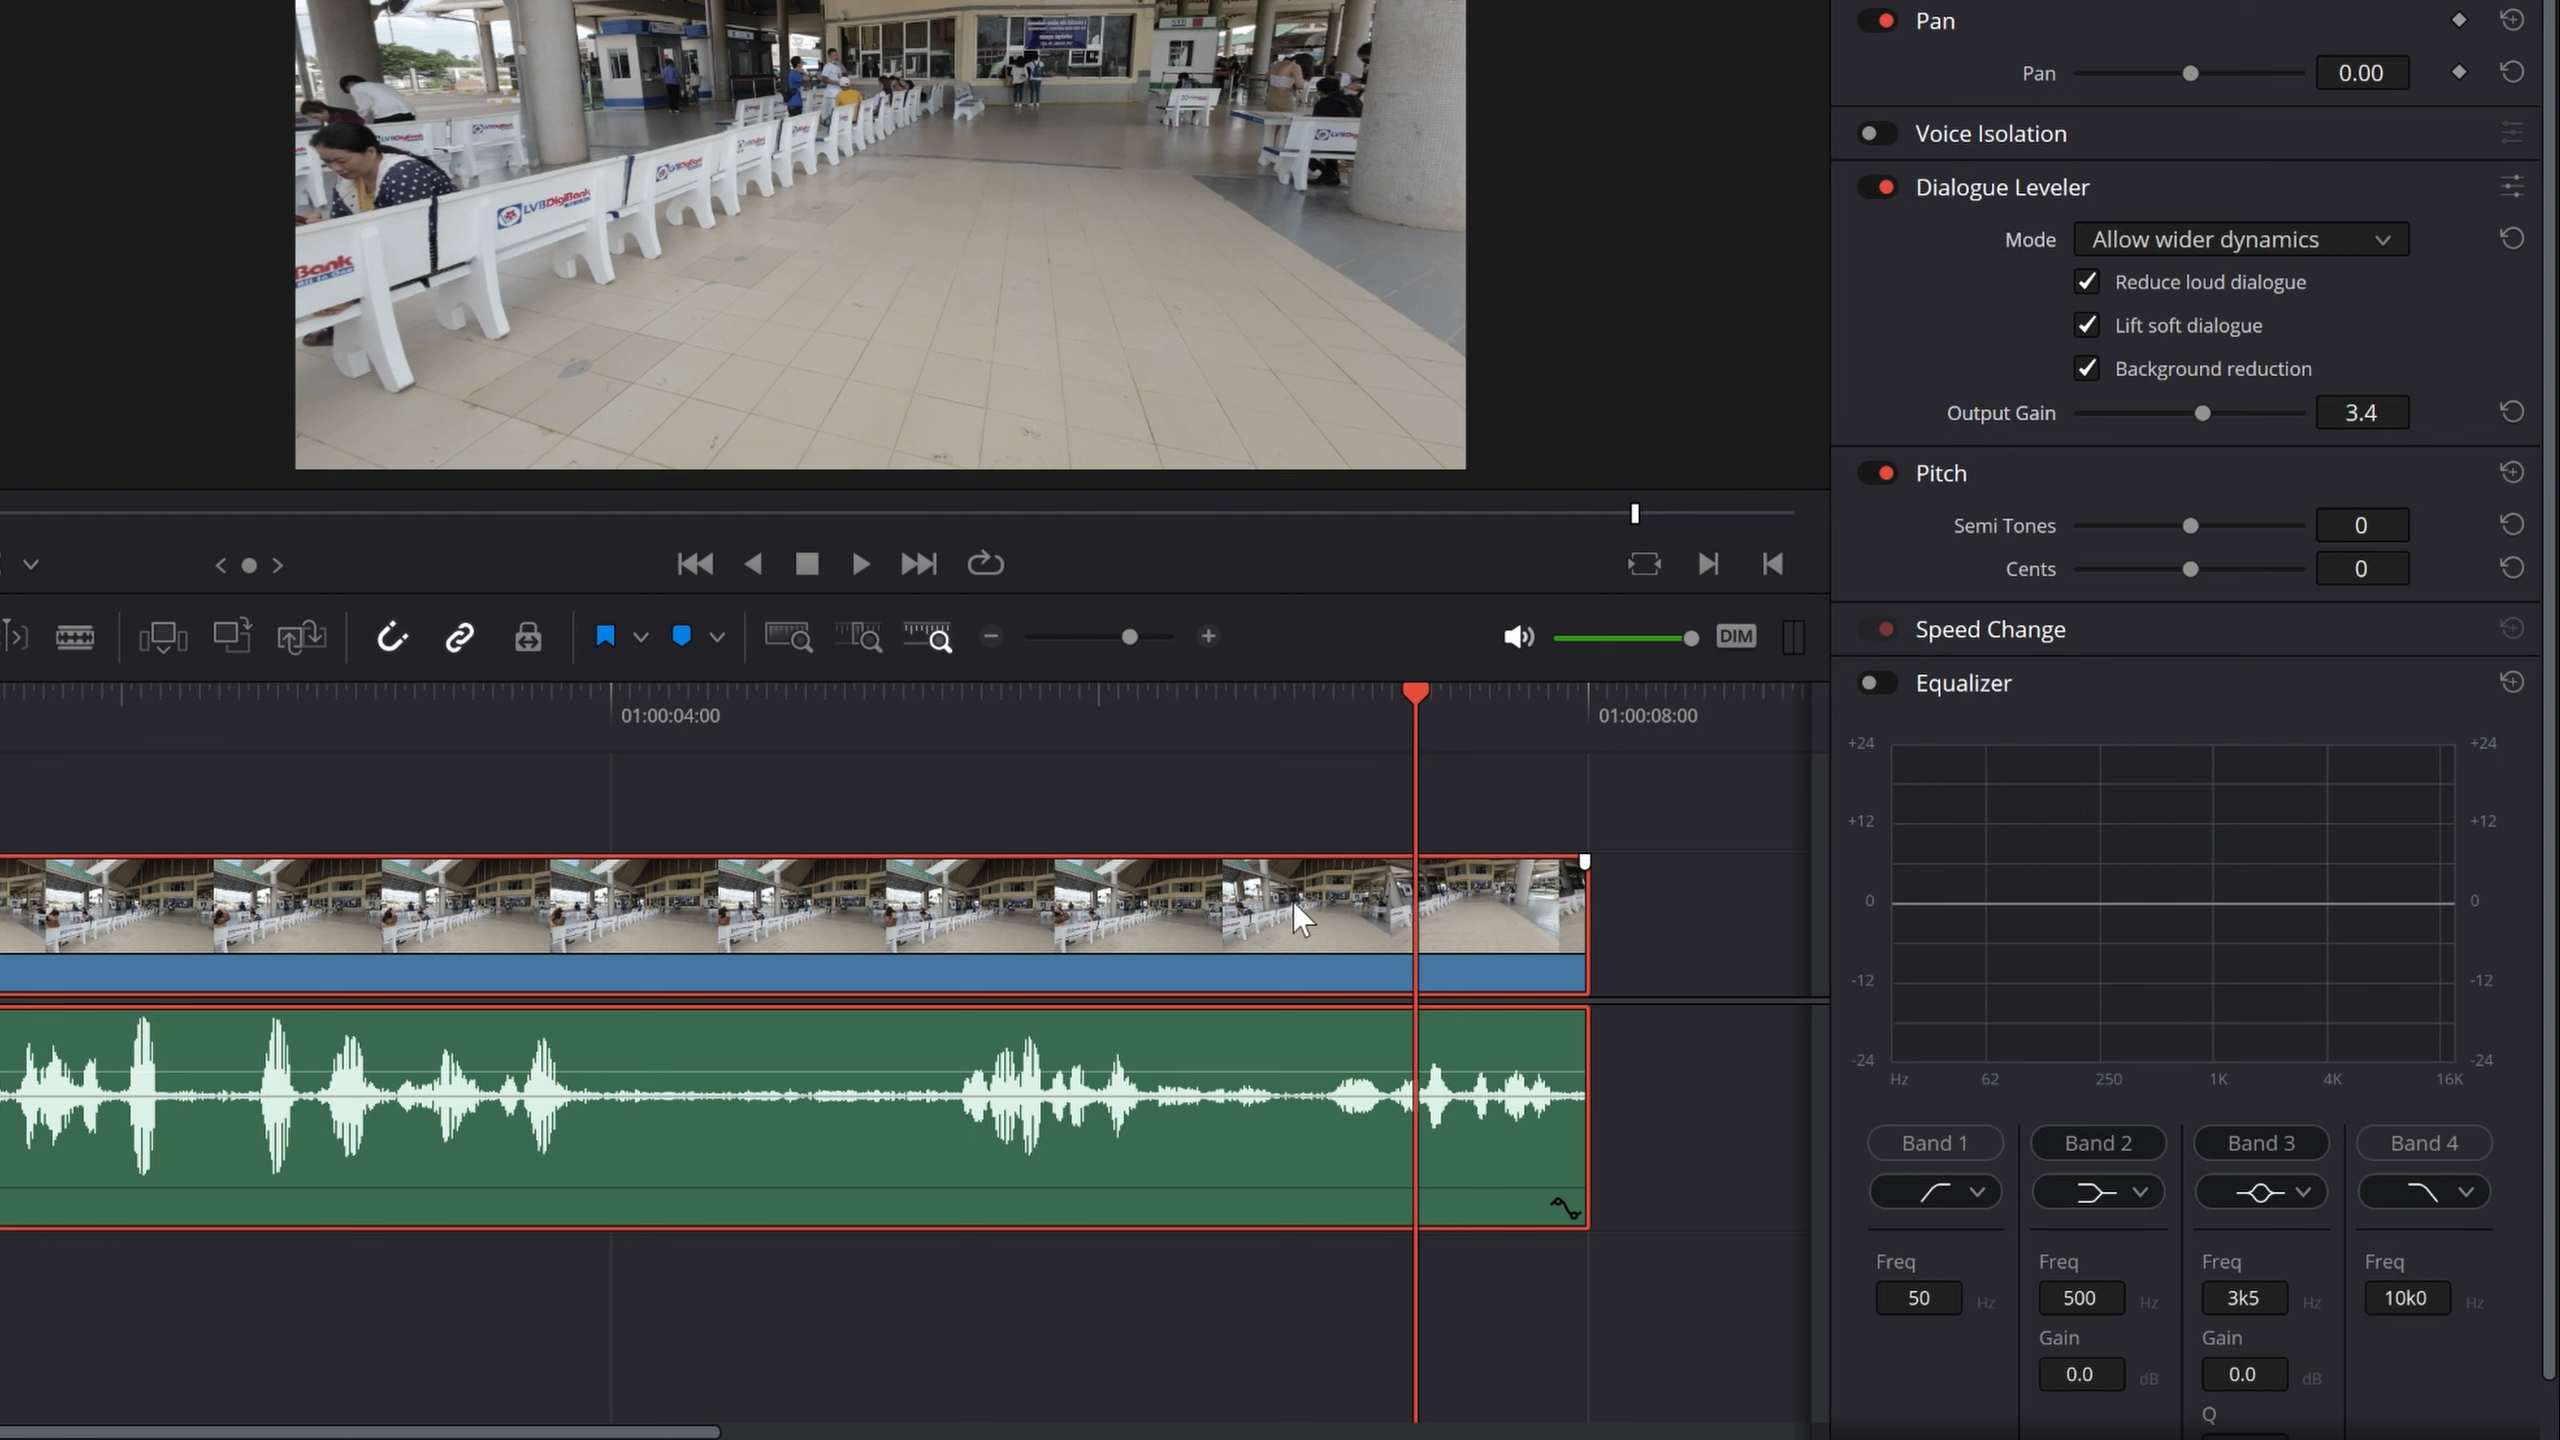 LVBDigiBank
Bank
Pan
Pan
0.00
Voice Isolation
Dialogue Leveler
Mode
Allow wider dynamics
Reduce loud dialogue
Lift soft dialogue
Background reduction
Output Gain
3.4
Pitch
Semi Tones
0
Cents
0
DIM
Speed Change
Equalizer
01:00:04:00
01:00:08:00
+24 +24
+12 +12
0 0
-12 -12
-24 -24
Hz 62 250 1K 4K 16K
Band 1 Band 2 Band 3 Band 4
Freq Freq Freq Freq
50 Hz 500 Hz 3k5 Hz 10k0 Hz
Gain Gain
0.0 dB 0.0 dB
Q